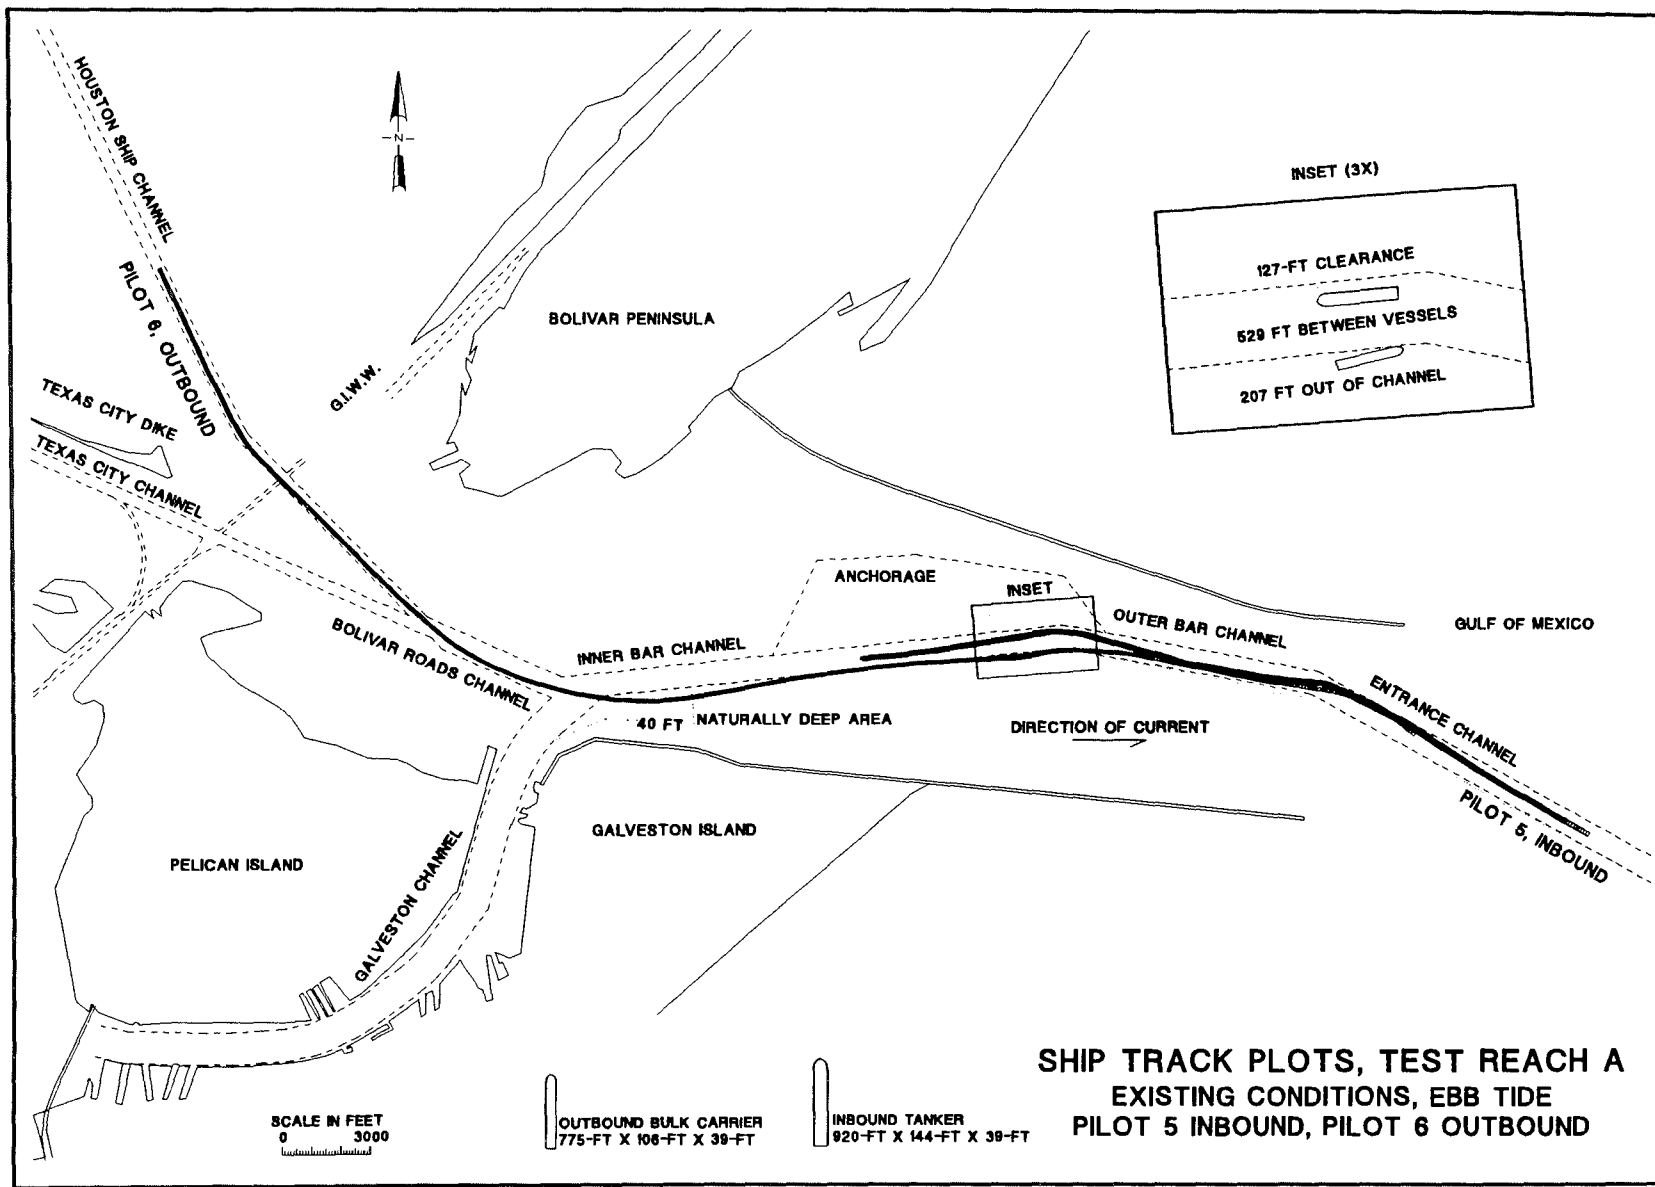 HOUSTON SHIP CHANNEL
N
INSET (3X)
127-FT CLEARANCE
529 FT BETWEEN VESSELS
207 FT OUT OF CHANNEL
PILOT 6, OUTBOUND
BOLIVAR PENINSULA
G.I.W.W.
TEXAS CITY DIKE
TEXAS CITY CHANNEL
ANCHORAGE
INSET
OUTER BAR CHANNEL
GULF OF MEXICO
BOLIVAR ROADS CHANNEL
INNER BAR CHANNEL
ENTRANCE CHANNEL
40 FT
NATURALLY DEEP AREA
DIRECTION OF CURRENT
PILOT 5, INBOUND
GALVESTON ISLAND
PELICAN ISLAND
GALVESTON CHANNEL
SCALE IN FEET
0 3000
OUTBOUND BULK CARRIER
775-FT X 106-FT X 39-FT
INBOUND TANKER
920-FT X 144-FT X 39-FT
SHIP TRACK PLOTS, TEST REACH A
EXISTING CONDITIONS, EBB TIDE
PILOT 5 INBOUND, PILOT 6 OUTBOUND